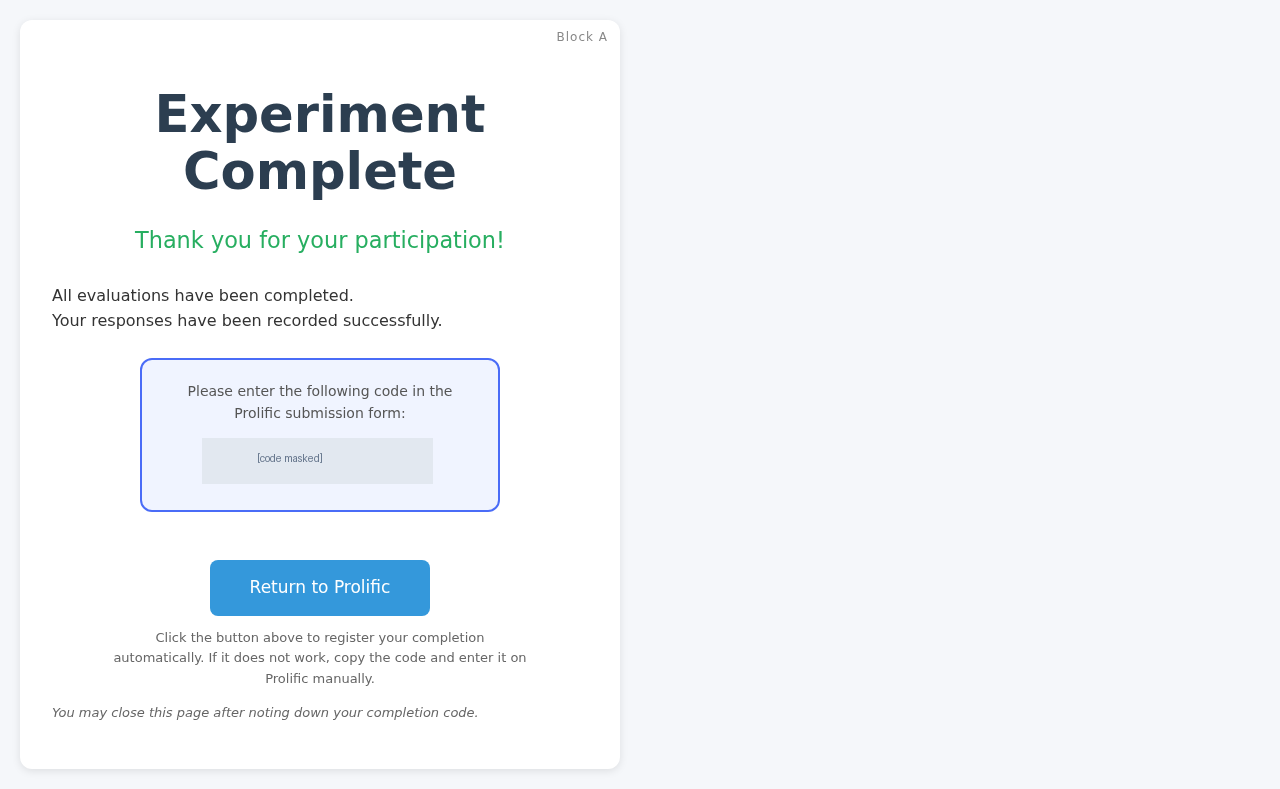 Block A
Experiment
Complete
Thank you for your participation!
All evaluations have been completed.
Your responses have been recorded successfully.
Please enter the following code in the
Prolific submission form:
[code masked]
Return to Prolific
Click the button above to register your completion
automatically. If it does not work, copy the code and enter it on
Prolific manually.
You may close this page after noting down your completion code.